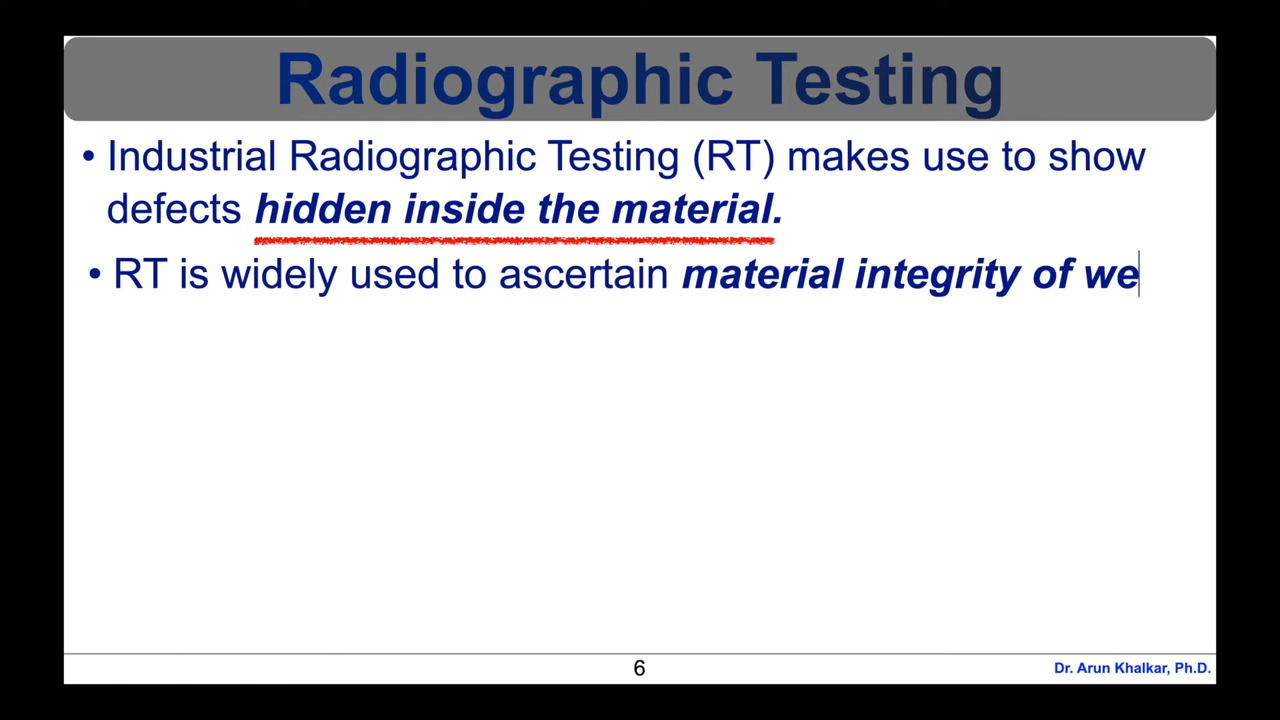 Radiographic Testing
• Industrial Radiographic Testing (RT) makes use to show
defects hidden inside the material.
• RT is widely used to ascertain material integrity of we
6
Dr. Arun Khalkar, Ph.D.